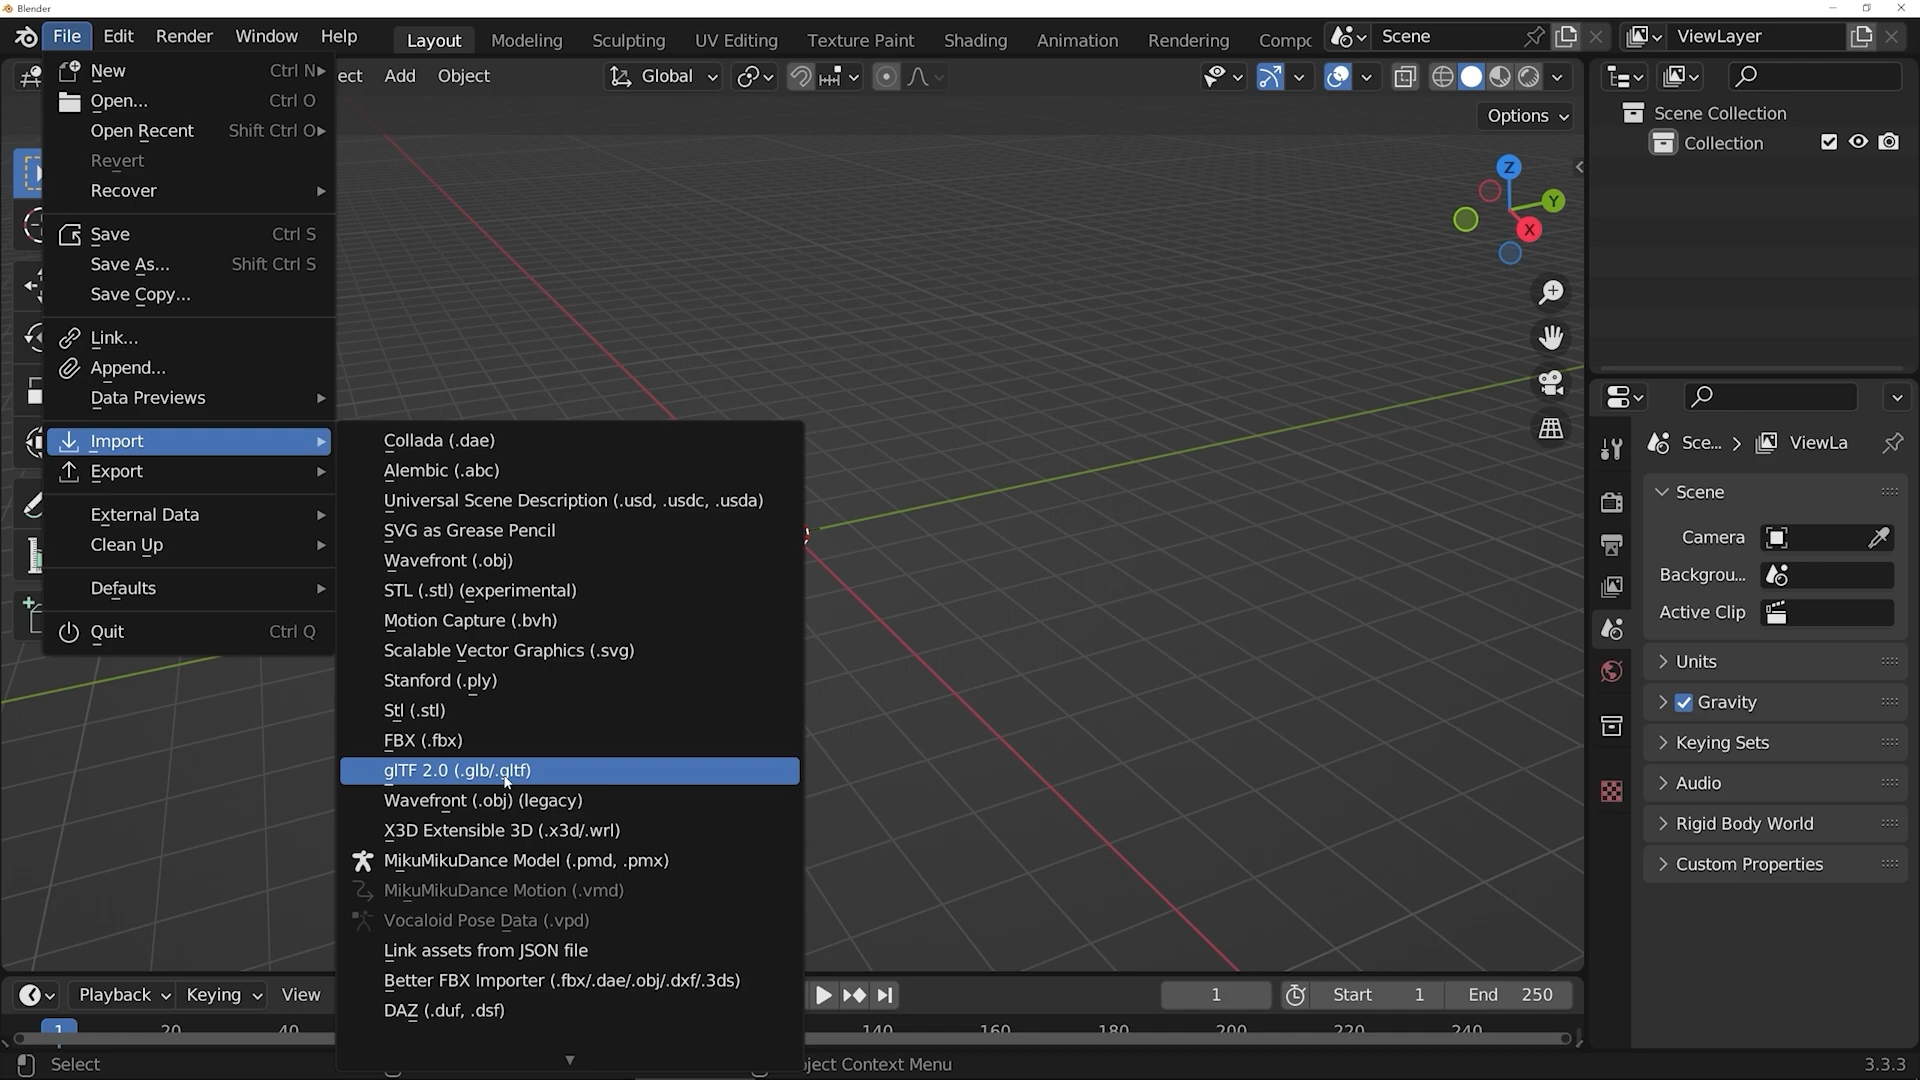 Blender
File Edit Render Window Help
Layout Modeling Sculpting UV Editing Texture Paint Shading Animation Rendering Compc
Scene
ViewLayer
New Ctrl N
Open... Ctrl O
Open Recent Shift Ctrl O
Revert
Recover
Save Ctrl S
Save As... Shift Ctrl S
Save Copy...
Link...
Append...
Data Previews
Import
Export
External Data
Clean Up
Defaults
Quit Ctrl Q
ect Add Object
Global
Options
Z
Y
X
Collada (.dae)
Alembic (.abc)
Universal Scene Description (.usd, .usdc, .usda)
SVG as Grease Pencil
Wavefront (.obj)
STL (.stl) (experimental)
Motion Capture (.bvh)
Scalable Vector Graphics (.svg)
Stanford (.ply)
Stl (.stl)
FBX (.fbx)
glTF 2.0 (.glb/.gltf)
Wavefront (.obj) (legacy)
X3D Extensible 3D (.x3d/.wrl)
MikuMikuDance Model (.pmd, .pmx)
MikuMikuDance Motion (.vmd)
Vocaloid Pose Data (.vpd)
Link assets from JSON file
Better FBX Importer (.fbx/.dae/.obj/.dxf/.3ds)
DAZ (.duf, .dsf)
Scene Collection
Collection
Sce... ViewLa
Scene
Camera
Backgrou...
Active Clip
Units
Gravity
Keying Sets
Audio
Rigid Body World
Custom Properties
Playback Keying View
1 Start 1 End 250
1 20 40 140 160 180 200 220 240
Select
ject Context Menu
3.3.3